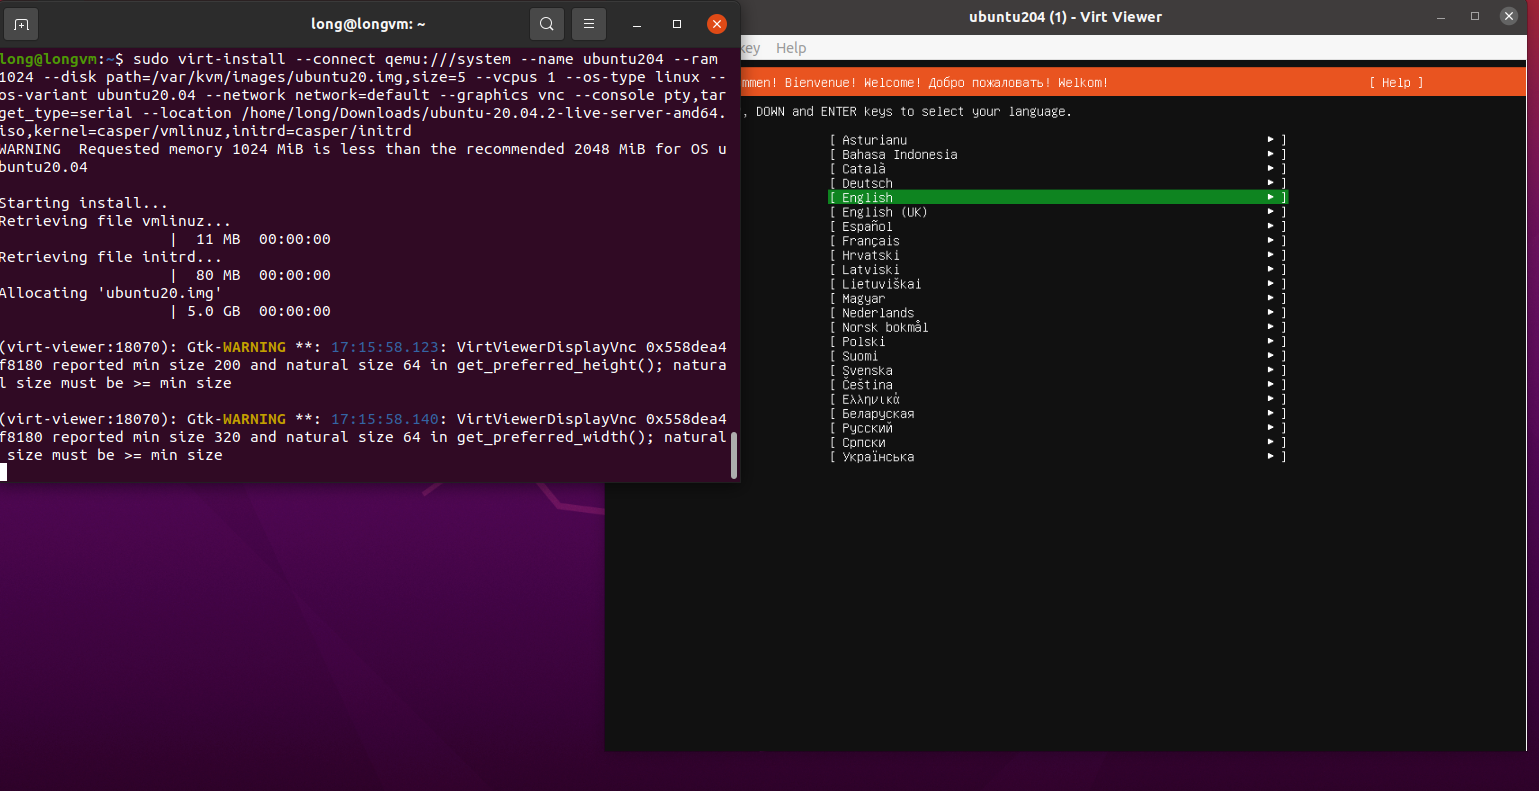 long@longvm: ~
long@longvm:~$ sudo virt-install --connect qemu:///system --name ubuntu204 --ram
1024 --disk path=/var/kvm/images/ubuntu20.img,size=5 --vcpus 1 --os-type linux --
os-variant ubuntu20.04 --network network=default --graphics vnc --console pty,tar
get_type=serial --location /home/long/Downloads/ubuntu-20.04.2-live-server-amd64.
iso,kernel=casper/vmlinuz,initrd=casper/initrd
WARNING  Requested memory 1024 MiB is less than the recommended 2048 MiB for OS u
buntu20.04
Starting install...
Retrieving file vmlinuz...
|  11 MB  00:00:00
Retrieving file initrd...
|  80 MB  00:00:00
Allocating 'ubuntu20.img'
| 5.0 GB  00:00:00
(virt-viewer:18070): Gtk-WARNING **: 17:15:58.123: VirtViewerDisplayVnc 0x558dea4
f8180 reported min size 200 and natural size 64 in get_preferred_height(); natura
l size must be >= min size
(virt-viewer:18070): Gtk-WARNING **: 17:15:58.140: VirtViewerDisplayVnc 0x558dea4
f8180 reported min size 320 and natural size 64 in get_preferred_width(); natural
size must be >= min size
ubuntu204 (1) - Virt Viewer
key Help
mmen! Bienvenue! Welcome! Добро пожаловать! Welkom! [ Help ]
, DOWN and ENTER keys to select your language.
[ Asturianu ► ]
[ Bahasa Indonesia ► ]
[ Català ► ]
[ Deutsch ► ]
[ English ► ]
[ English (UK) ► ]
[ Español ► ]
[ Français ► ]
[ Hrvatski ► ]
[ Latviski ► ]
[ Lietuviškai ► ]
[ Magyar ► ]
[ Nederlands ► ]
[ Norsk bokmål ► ]
[ Polski ► ]
[ Suomi ► ]
[ Svenska ► ]
[ Čeština ► ]
[ Ελληνικά ► ]
[ Беларуская ► ]
[ Русский ► ]
[ Српски ► ]
[ Українська ► ]